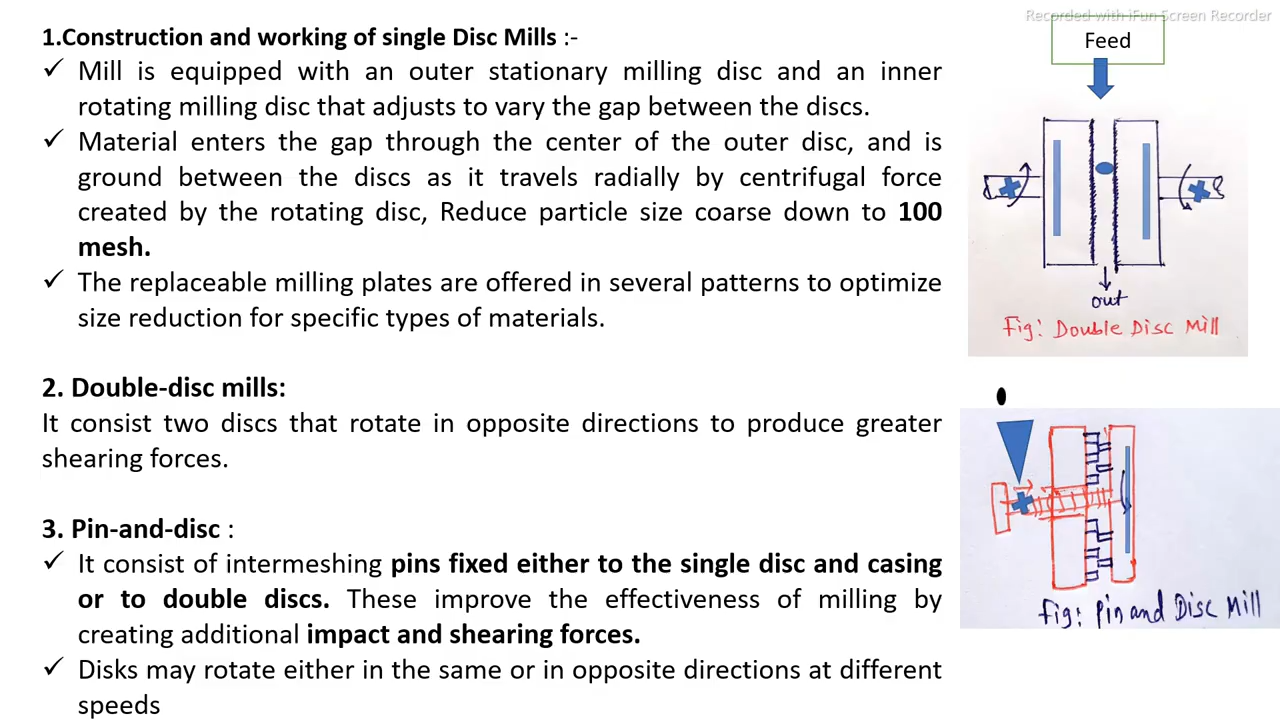 Recorded with iFun Screen Recorder
1.Construction and working of single Disc Mills :-
✓ Mill is equipped with an outer stationary milling disc and an inner
rotating milling disc that adjusts to vary the gap between the discs.
✓ Material enters the gap through the center of the outer disc, and is
ground between the discs as it travels radially by centrifugal force
created by the rotating disc, Reduce particle size coarse down to 100
mesh.
✓ The replaceable milling plates are offered in several patterns to optimize
size reduction for specific types of materials.
2. Double-disc mills:
It consist two discs that rotate in opposite directions to produce greater
shearing forces.
3. Pin-and-disc :
✓ It consist of intermeshing pins fixed either to the single disc and casing
or to double discs. These improve the effectiveness of milling by
creating additional impact and shearing forces.
✓ Disks may rotate either in the same or in opposite directions at different
speeds
Feed
out
Fig: Double Disc Mill
Fig: Pin and Disc Mill